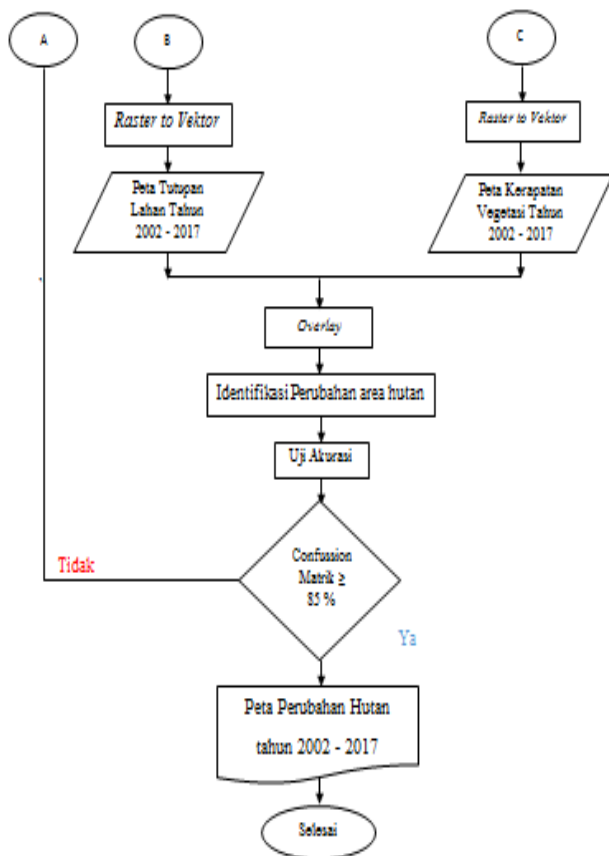 A
B
C
Raster to Vektor
Raster to Vektor
Peta Tutupan
Lahan Tahun
2002 - 2017
Peta Kerapatan
Vegetasi Tahun
2002 - 2017
Overlay
Identifikasi Perubahan area hutan
Uji Akurasi
Confussion
Matrik ≥
85 %
Tidak
Ya
Peta Perubahan Hutan
tahun 2002 - 2017
Selesai